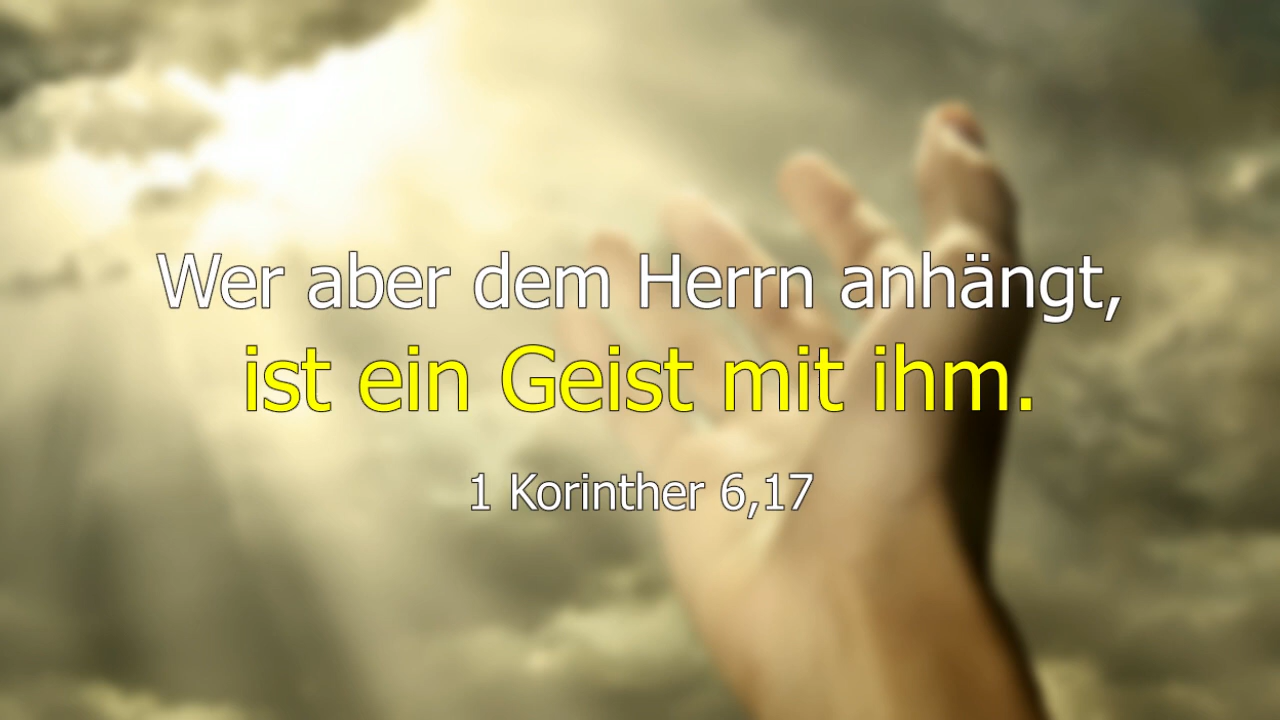 Wer aber dem Herrn anhängt,
ist ein Geist mit ihm.
1 Korinther 6,17